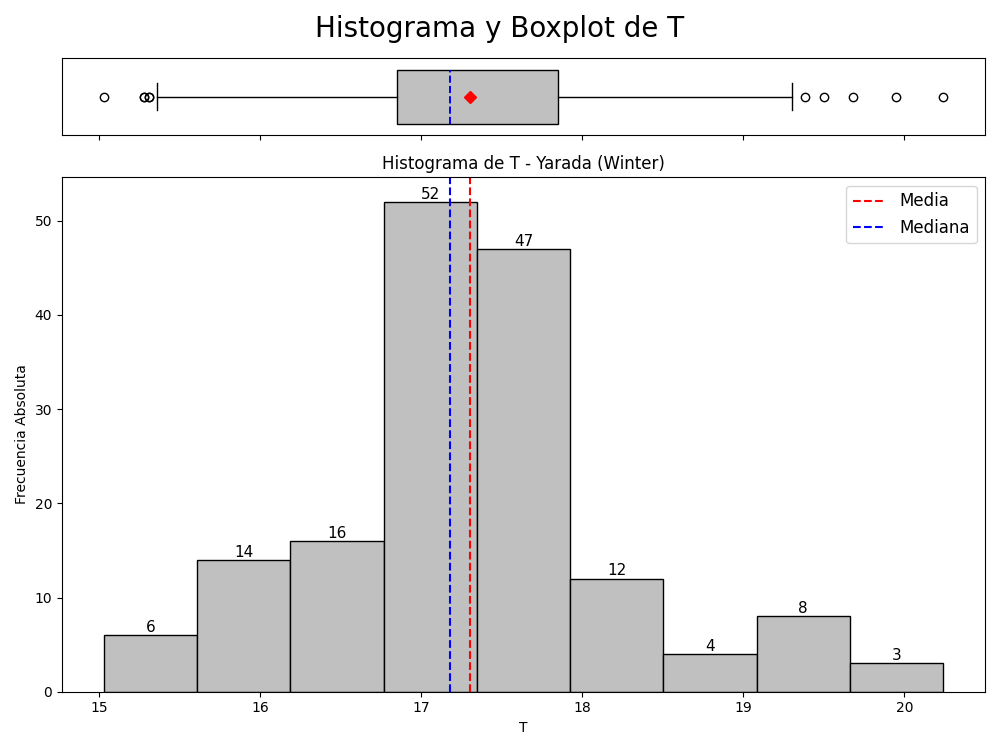 Histograma y Boxplot de T
Histograma de T - Yarada (Winter)
Media
Mediana
52
47
14
16
6
12
4
8
3
Frecuencia Absoluta
50
40
30
20
10
0
15 16 17 18 19 20
T